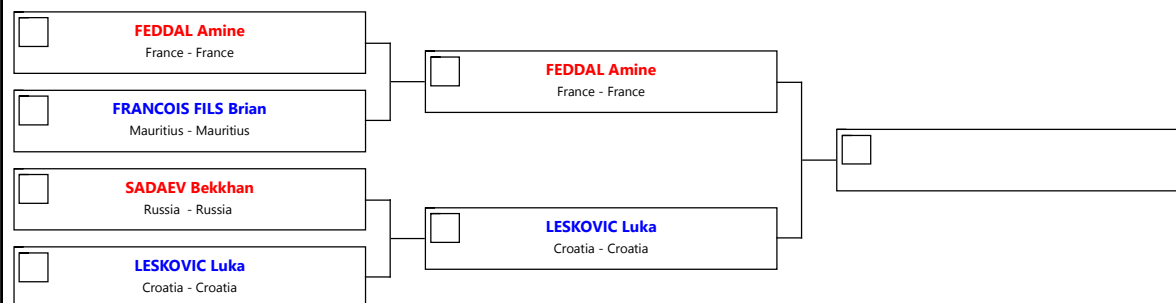 FEDDAL Amine
France - France
FRANCOIS FILS Brian
Mauritius - Mauritius
SADAEV Bekkhan
Russia - Russia
LESKOVIC Luka
Croatia - Croatia
FEDDAL Amine
France - France
LESKOVIC Luka
Croatia - Croatia